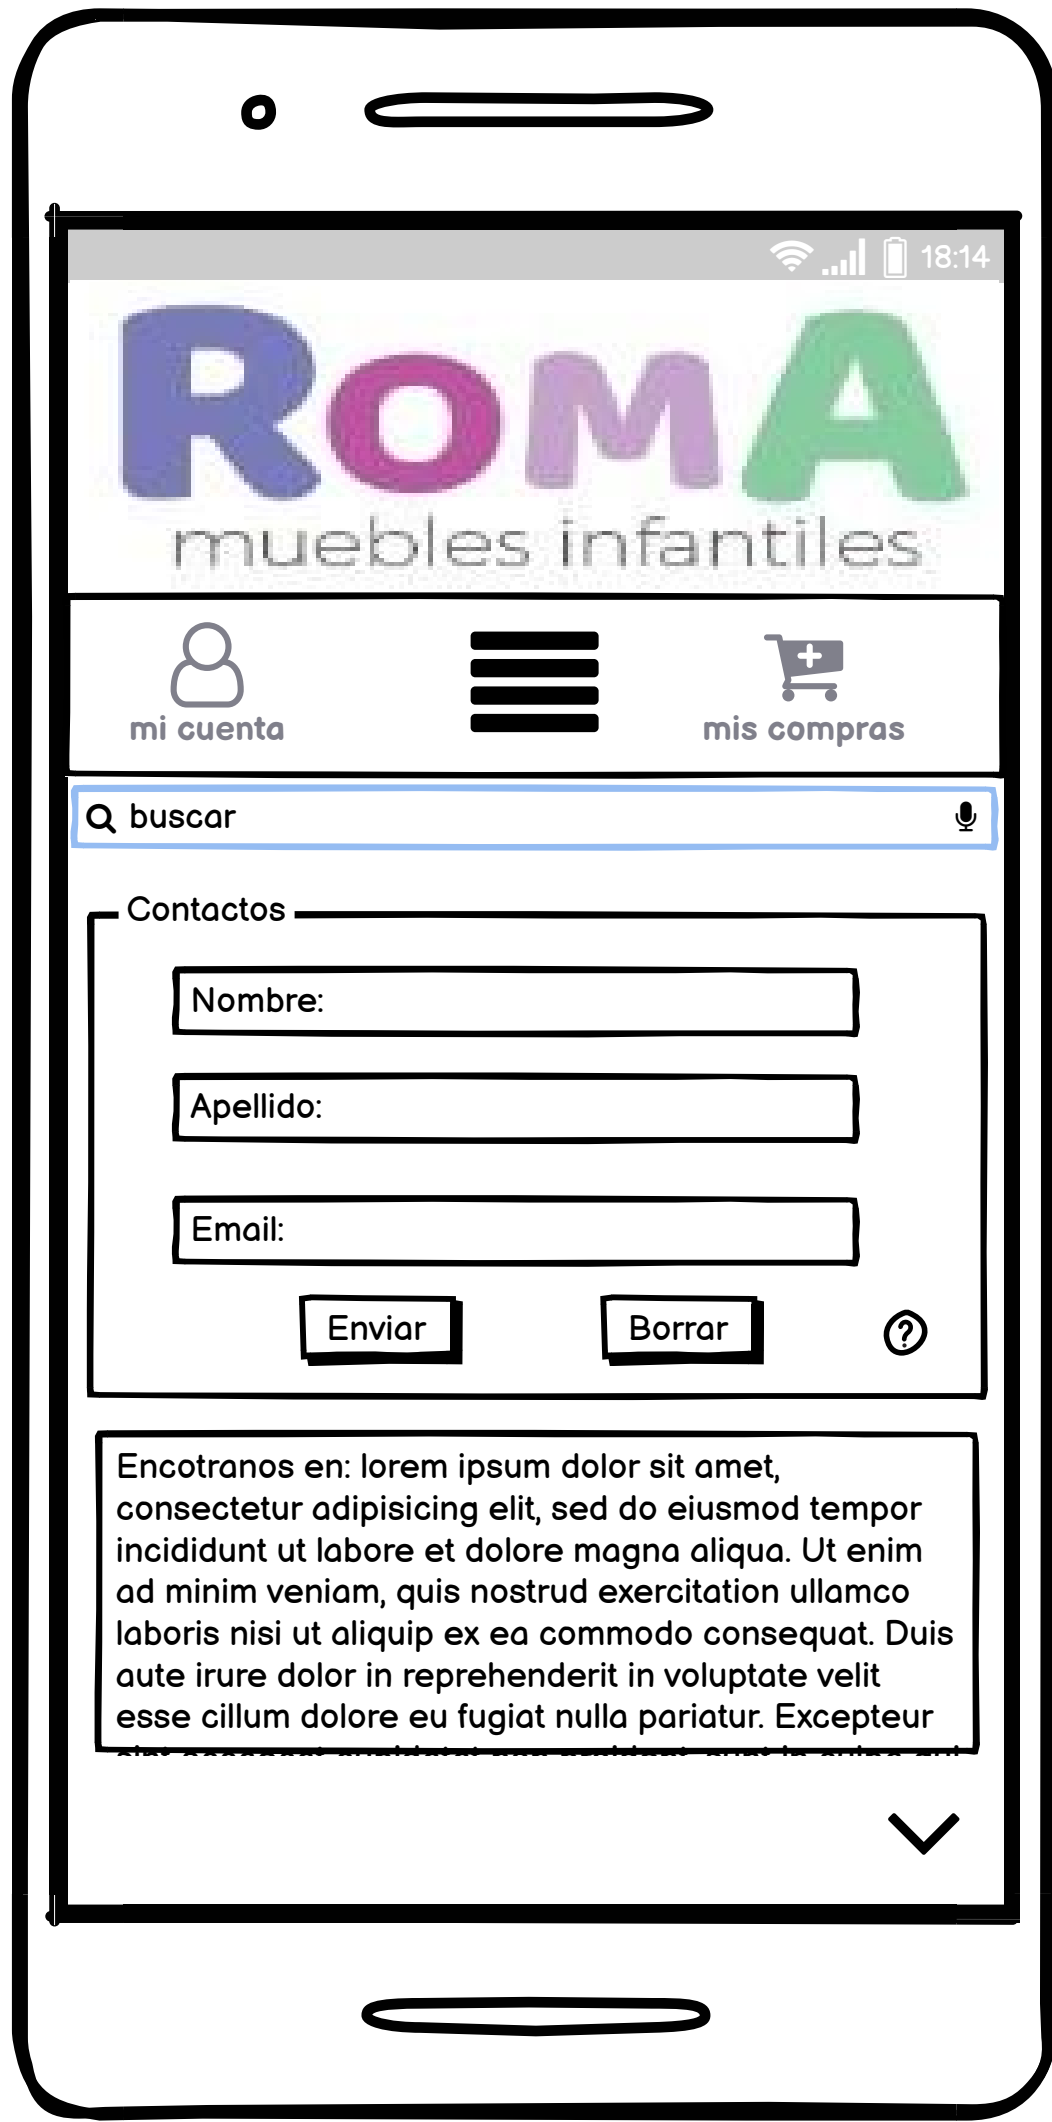 18:14
RomA
muebles infantiles
mi cuenta
mis compras
buscar
Contactos
Nombre:
Apellido:
Email:
Enviar
Borrar
?
Encotranos en: lorem ipsum dolor sit amet,
consectetur adipisicing elit, sed do eiusmod tempor
incididunt ut labore et dolore magna aliqua. Ut enim
ad minim veniam, quis nostrud exercitation ullamco
laboris nisi ut aliquip ex ea commodo consequat. Duis
aute irure dolor in reprehenderit in voluptate velit
esse cillum dolore eu fugiat nulla pariatur. Excepteur